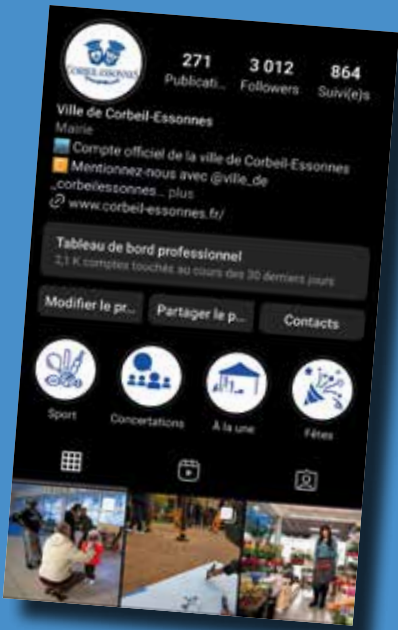 CORBEIL-ESSONNES
271 3 012 864
Publicati... Followers Suivi(e)s
Ville de Corbeil-Essonnes
Mairie
Compte officiel de la ville de Corbeil-Essonnes
Mentionnez-nous avec @ville_de
_corbeilessonnes... plus
www.corbeil-essonnes.fr/
Tableau de bord professionnel
2,1 K comptes touchés au cours des 30 derniers jours
Modifier le pr... Partager le p... Contacts
Sport Concertations À la une Fêtes